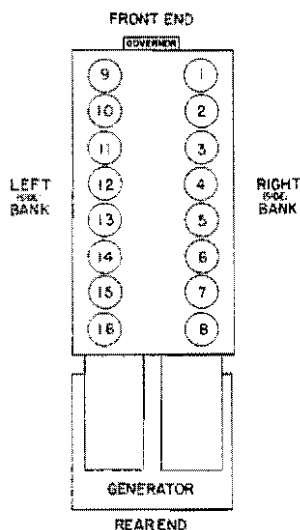 FRONT END
GOVERNOR
9 1
10 2
11 3
12 4
13 5
14 6
15 7
16 8
LEFT
(SIDE)
BANK
RIGHT
(SIDE)
BANK
GENERATOR
REAR END